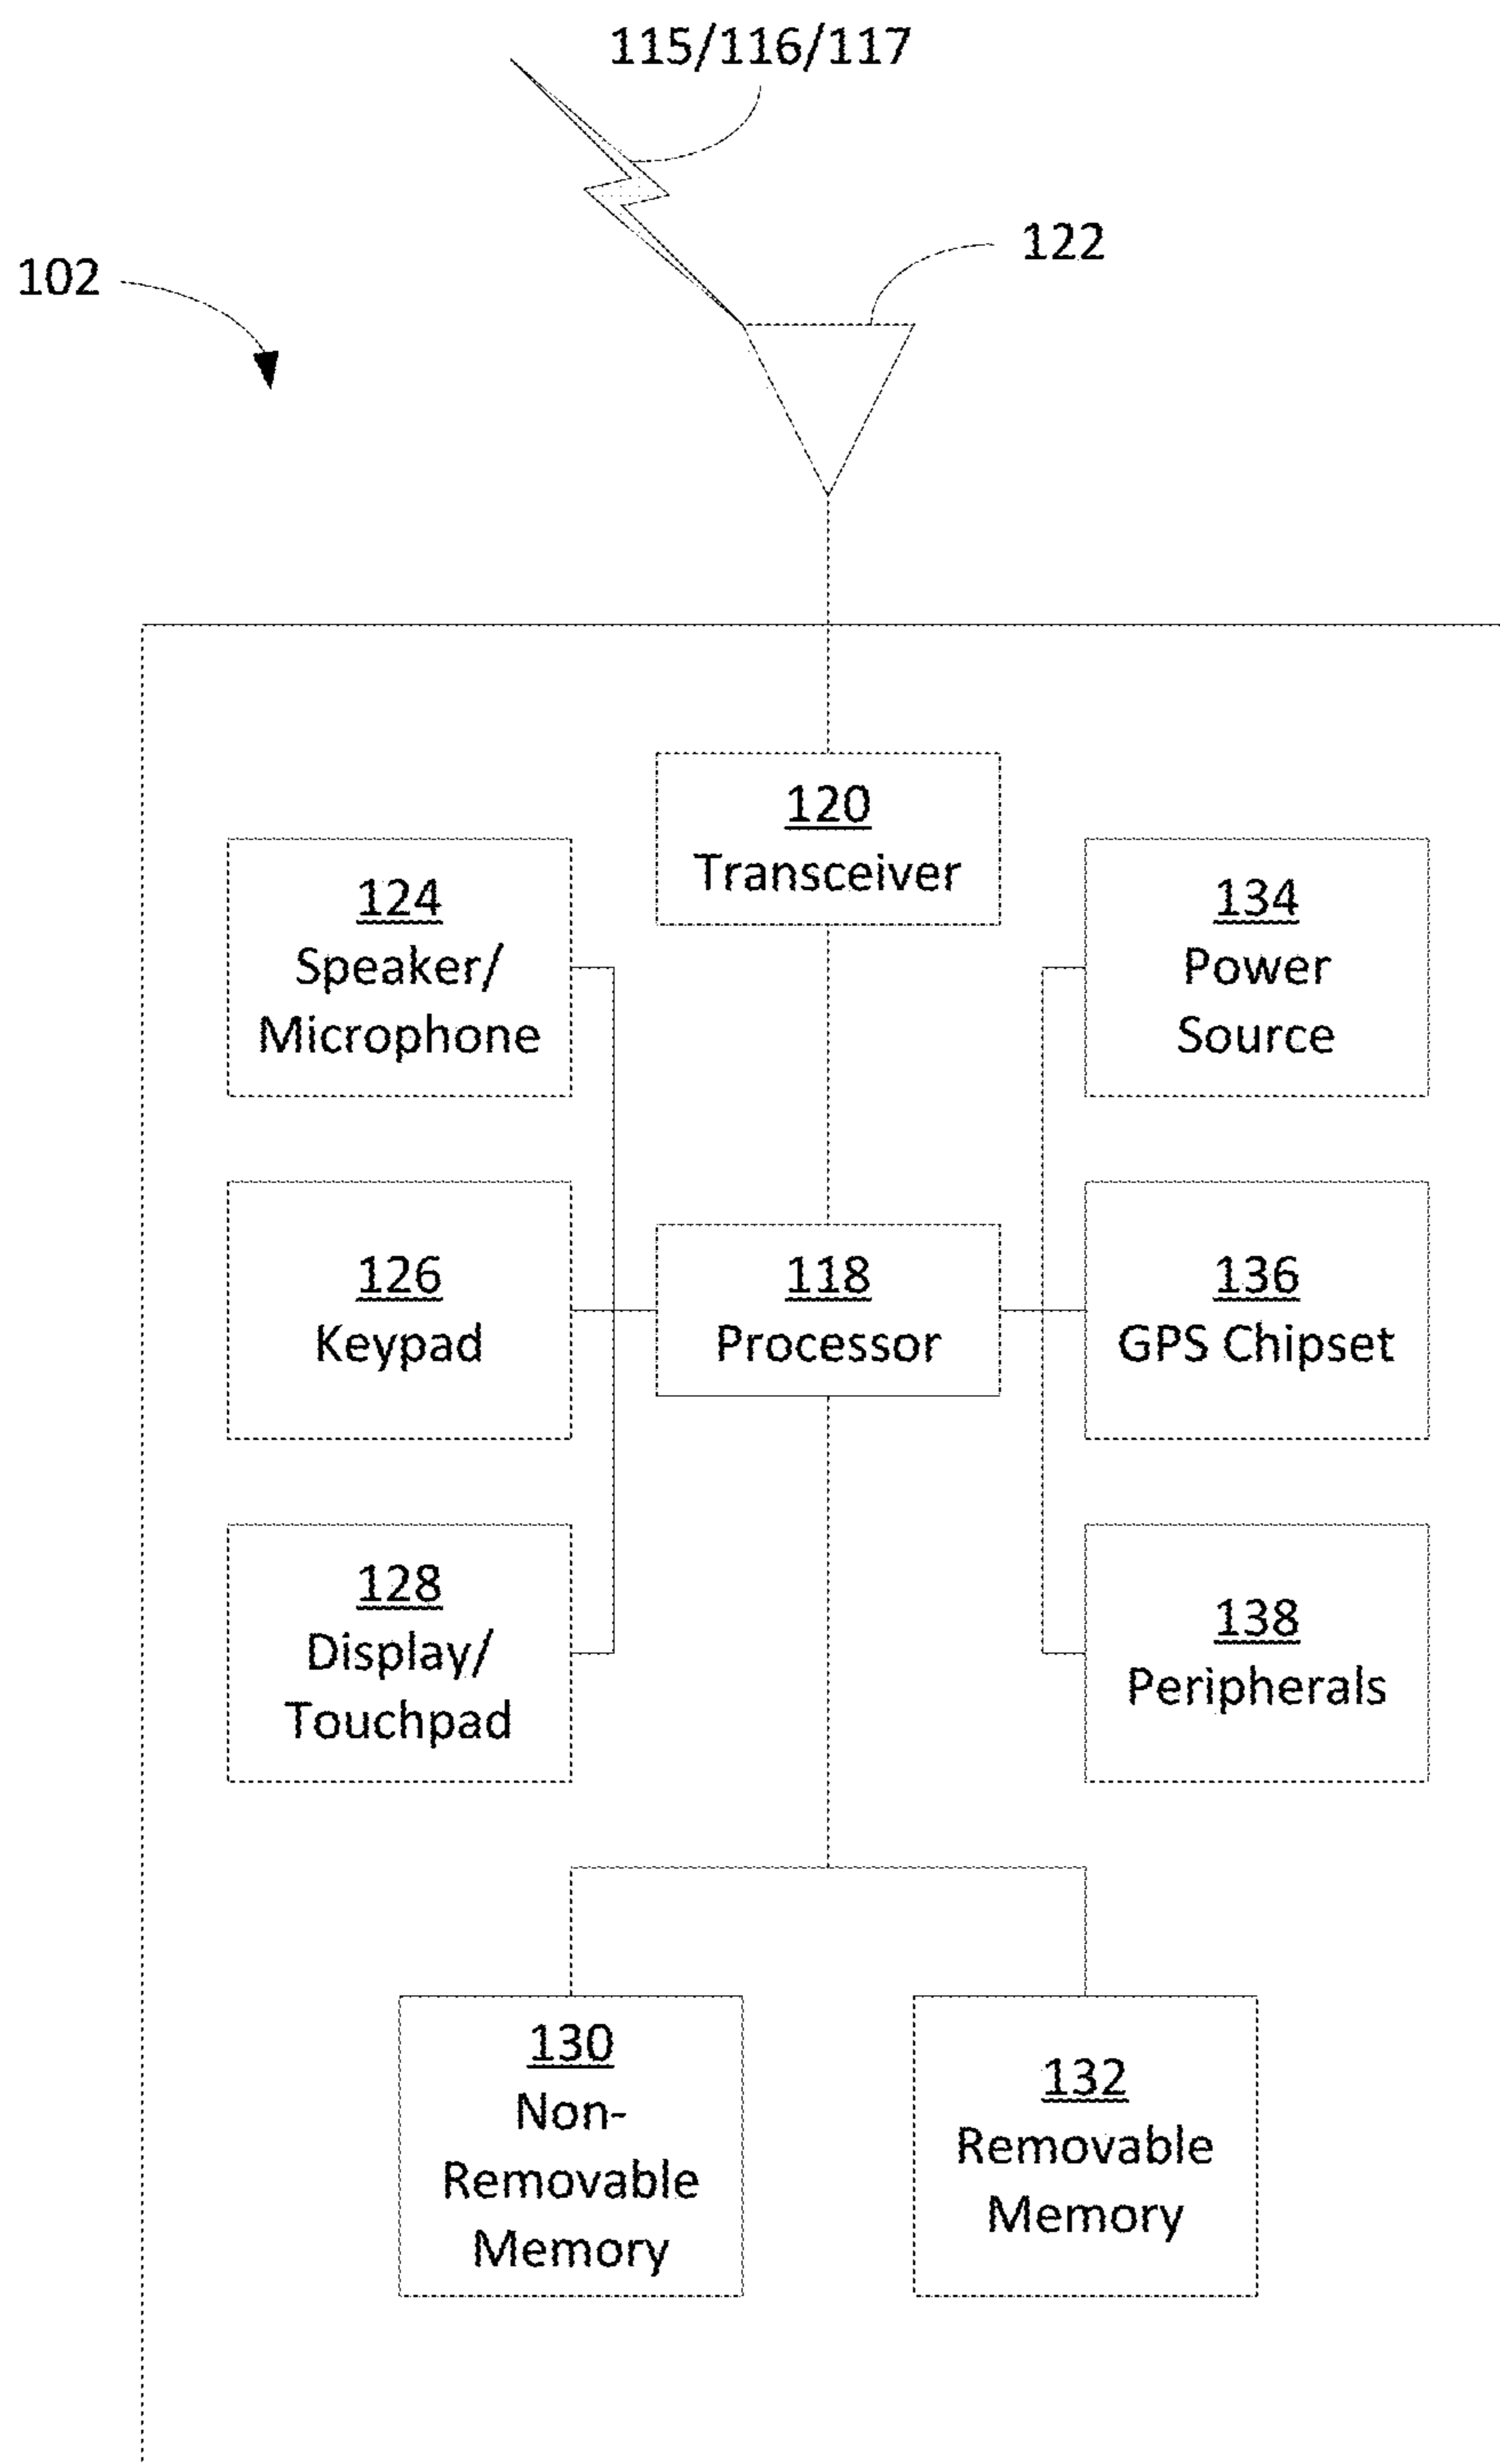 115/116/117
122
102
120
Transceiver
124
Speaker/
Microphone
134
Power
Source
126
Keypad
118
Processor
136
GPS Chipset
128
Display/
Touchpad
138
Peripherals
130
Non-
Removable
Memory
132
Removable
Memory